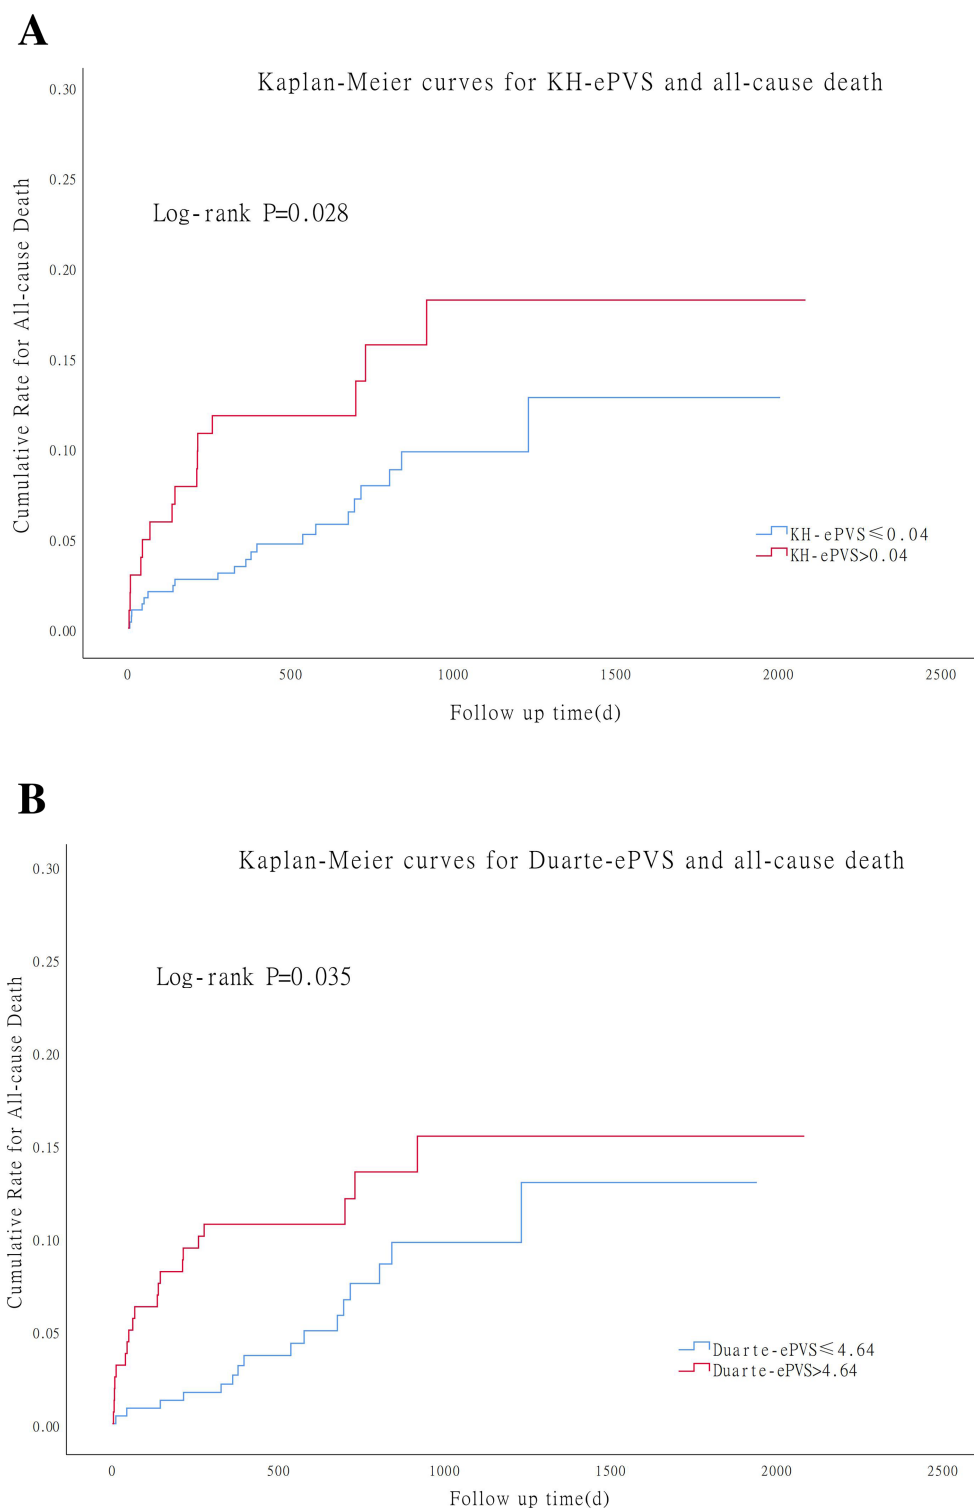 A
Kaplan-Meier curves for KH-ePVS and all-cause death
0.30
0.25
Log-rank P=0.028
0.20
0.15
0.10
0.05
0.00
Cumulative Rate for All-cause Death
KH-ePVS≤0.04
KH-ePVS>0.04
0 500 1000 1500 2000 2500
Follow up time(d)
B
Kaplan-Meier curves for Duarte-ePVS and all-cause death
0.30
0.25
Log-rank P=0.035
0.20
0.15
0.10
0.05
0.00
Cumulative Rate for All-cause Death
Duarte-ePVS≤4.64
Duarte-ePVS>4.64
0 500 1000 1500 2000 2500
Follow up time(d)